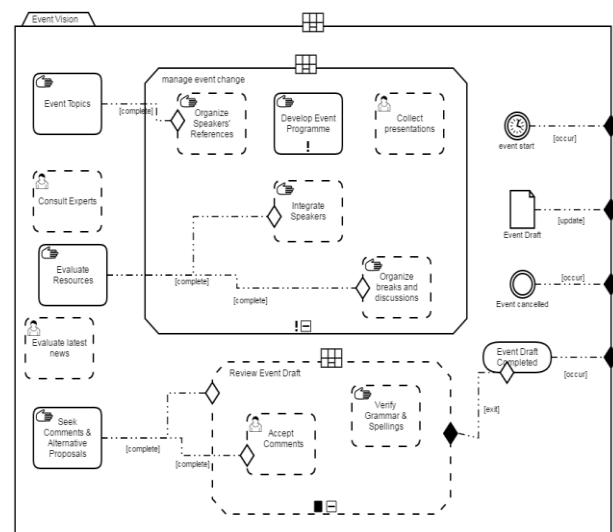 Event Vision
manage event change
Event Topics
[complete]
Organize
Speakers'
References
Develop Event
Programme
!
Collect
presentations
event start
[occur]
Consult Experts
Integrate
Speakers
Event Draft
[update]
Evaluate
Resources
[complete]
[complete]
Organize
breaks and
discussions
Event cancelled
[occur]
!
Evaluate latest
news
Review Event Draft
Event Draft
Completed
[occur]
Seek
Comments &
Alternative
Proposals
[complete]
[complete]
Accept
Comments
Verify
Grammar &
Spellings
[exit]